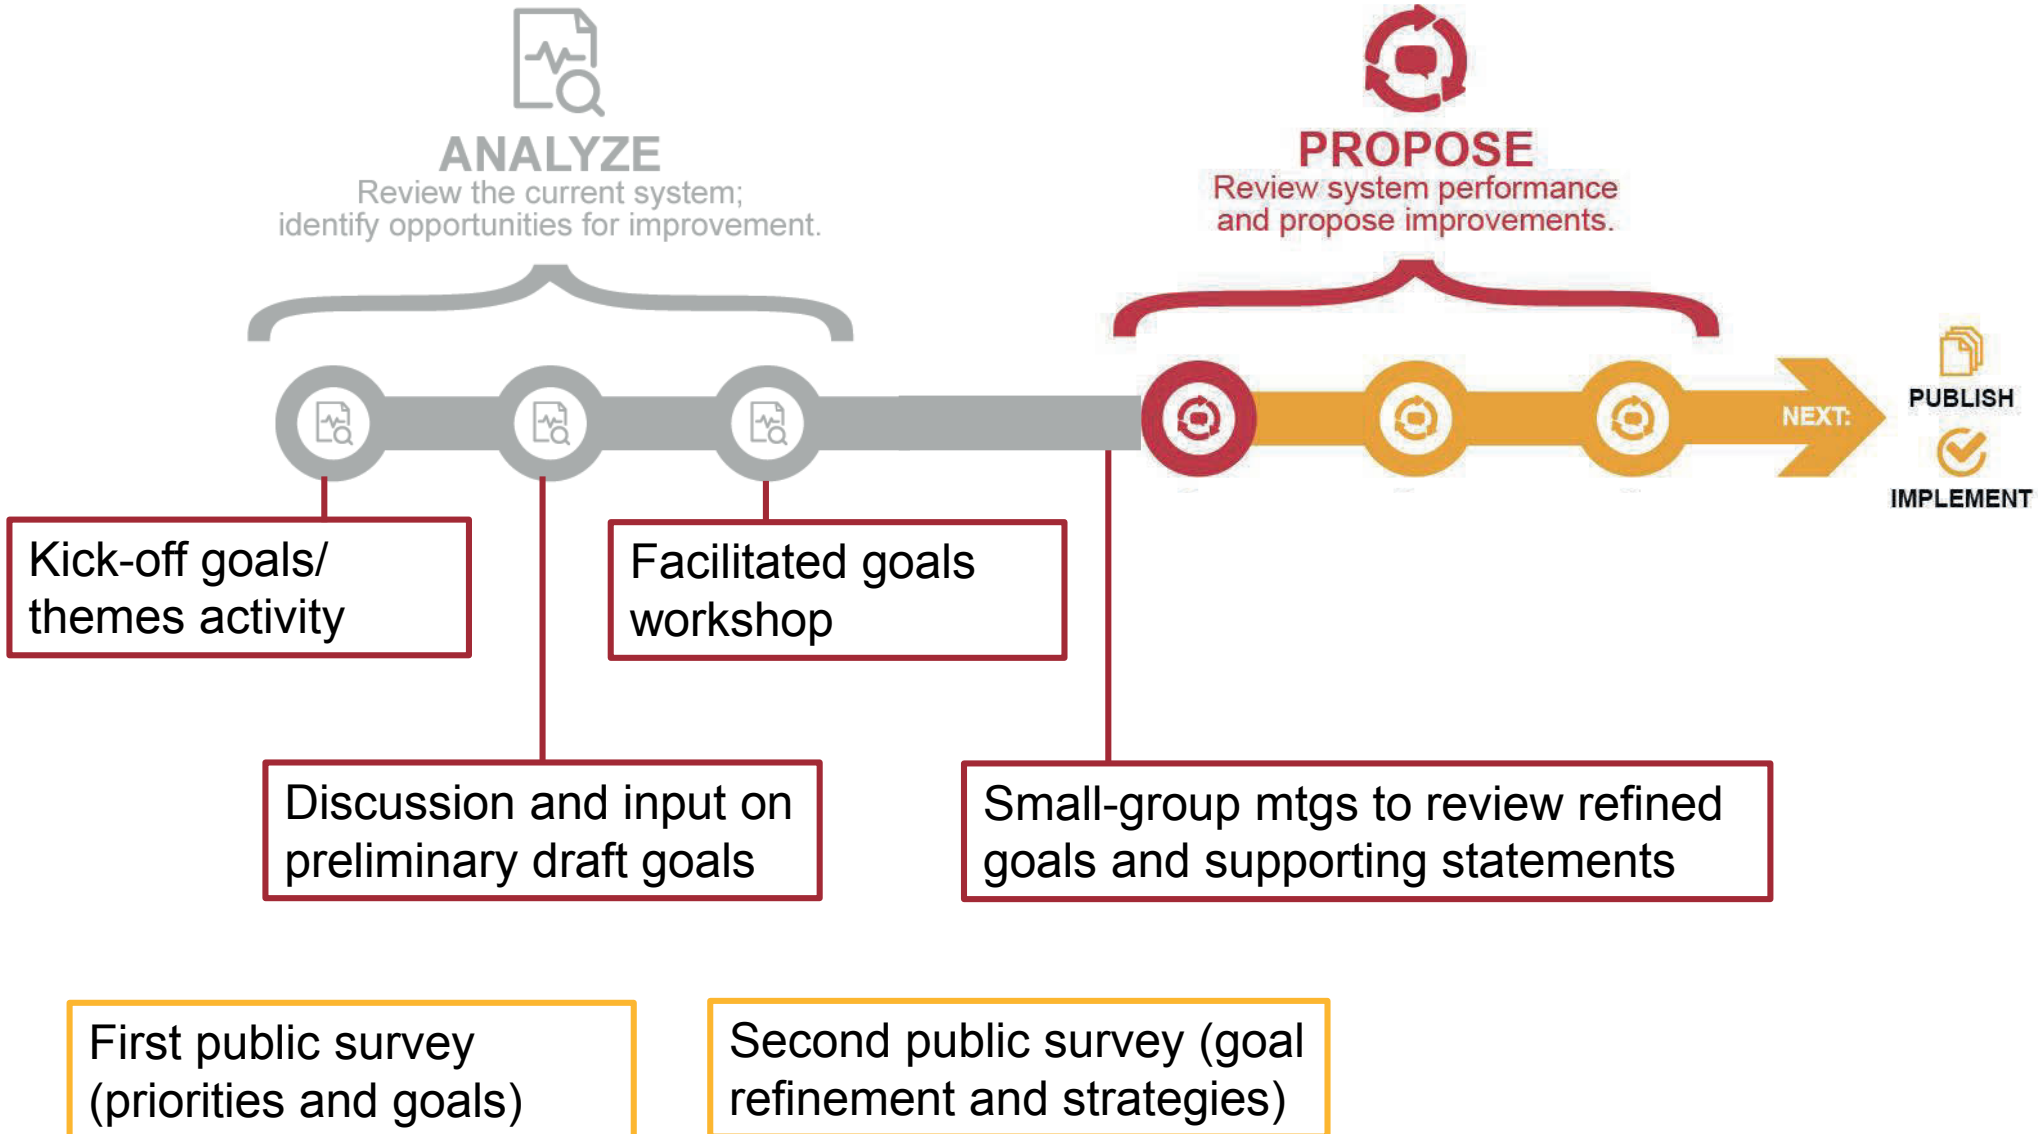 ANALYZE
Review the current system;
identify opportunities for improvement.
PROPOSE
Review system performance
and propose improvements.
NEXT:
PUBLISH
IMPLEMENT
Kick-off goals/
themes activity
Facilitated goals
workshop
Discussion and input on
preliminary draft goals
Small-group mtgs to review refined
goals and supporting statements
First public survey
(priorities and goals)
Second public survey (goal
refinement and strategies)